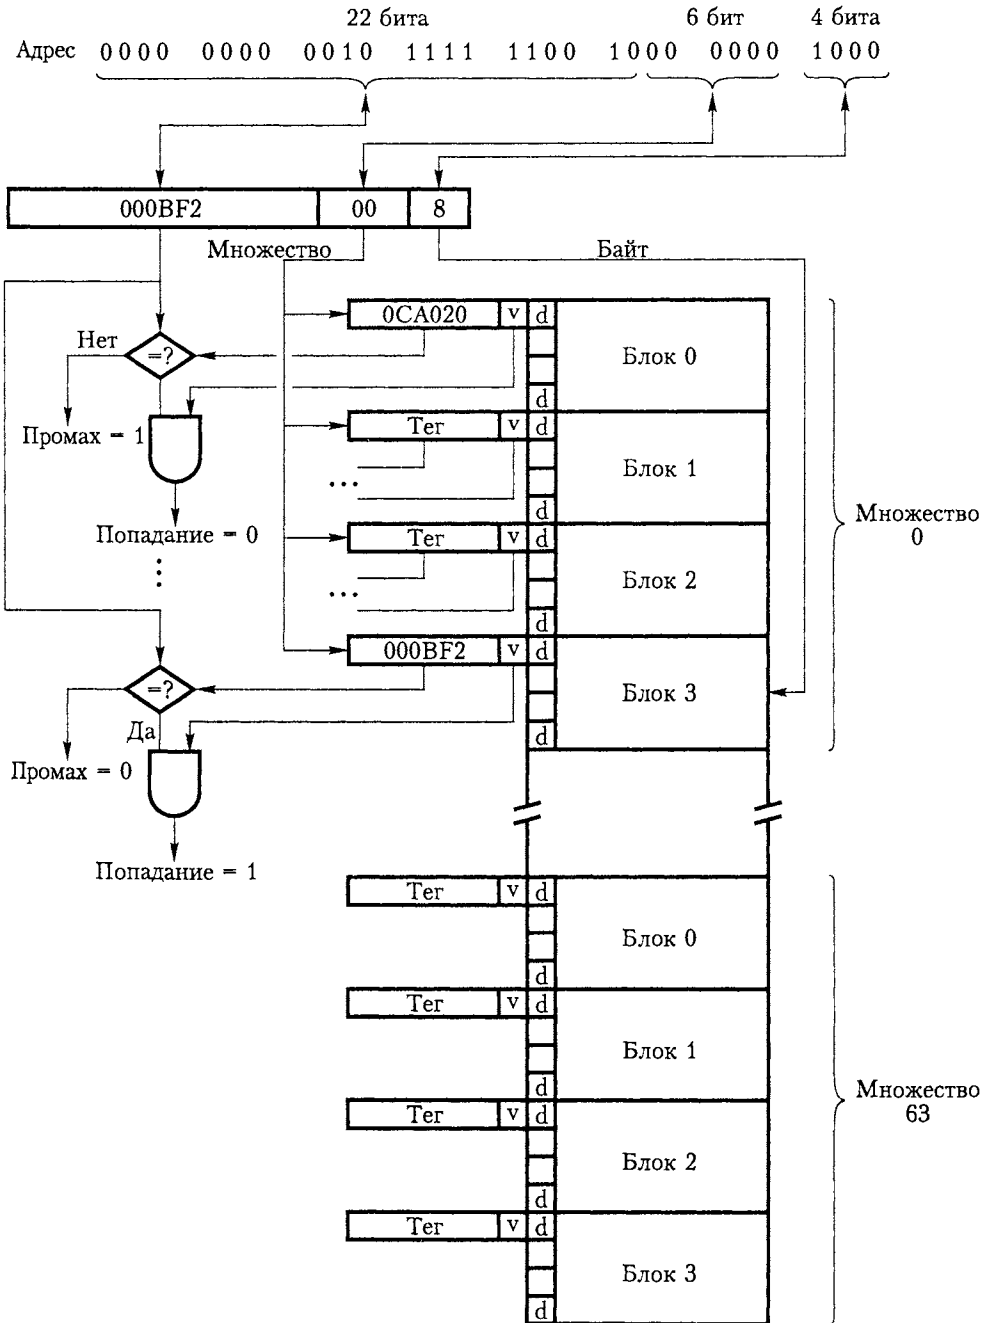 22 бита 6 бит 4 бита
Адрес 0000 0000 0010 1111 1100 1000 0000 1000
000BF2 00 8
Множество Байт
0CA020 v d
Нет
=?
Блок 0
d
Промах = 1
Тег v d
Блок 1
...
d
Попадание = 0
Множество
0
Тег v d
...
Блок 2
...
d
000BF2 v d
=?
Блок 3
Да
d
Промах = 0
Попадание = 1
Тег v d
Блок 0
d
Тег v d
Блок 1
d
Множество
63
Тег v d
Блок 2
d
Тег v d
Блок 3
d